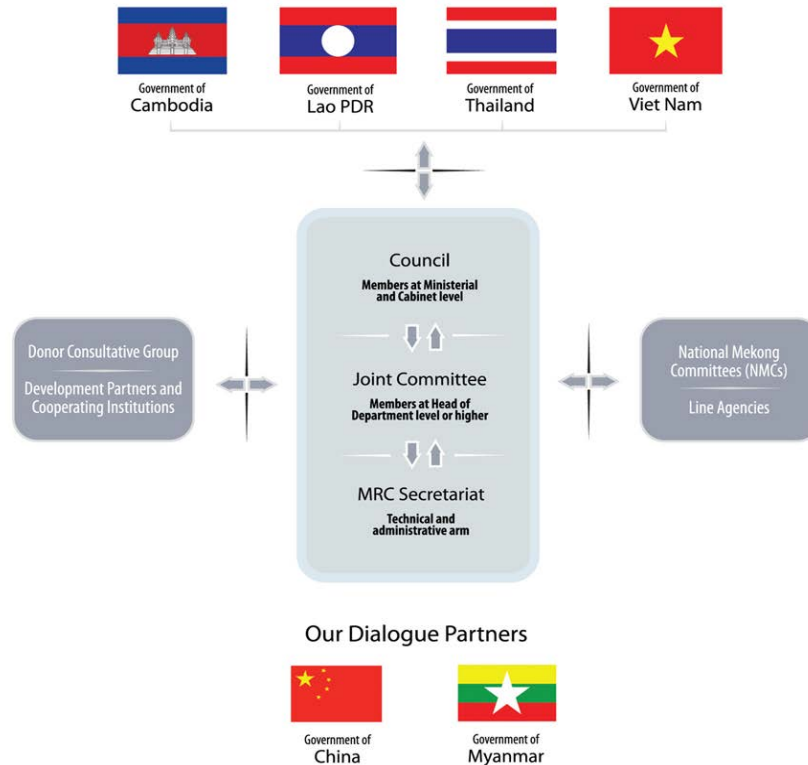 Government of
Cambodia
Government of
Lao PDR
Government of
Thailand
Government of
Viet Nam
Council
Members at Ministerial
and Cabinet level
Donor Consultative Group
Development Partners and
Cooperating Institutions
Joint Committee
Members at Head of
Department level or higher
National Mekong
Committees (NMCs)
Line Agencies
MRC Secretariat
Technical and
administrative arm
Our Dialogue Partners
Government of
China
Government of
Myanmar